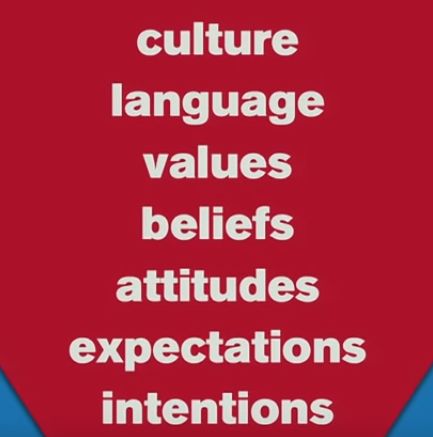 culture
language
values
beliefs
attitudes
expectations
intentions